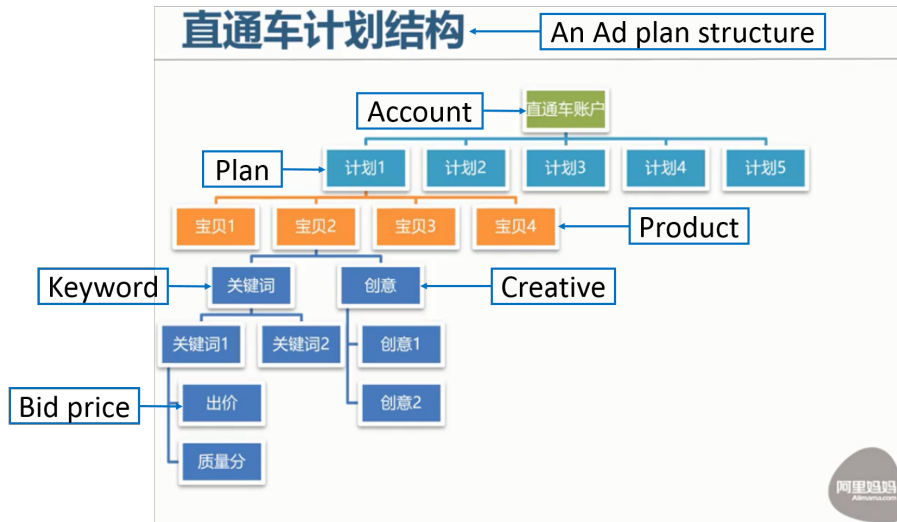 直通车计划结构
An Ad plan structure
Account
直通车账户
Plan
计划1
计划2
计划3
计划4
计划5
宝贝1
宝贝2
宝贝3
宝贝4
Product
Keyword
关键词
创意
Creative
关键词1
关键词2
创意1
Bid price
出价
创意2
质量分
阿里妈妈
Alimama.com